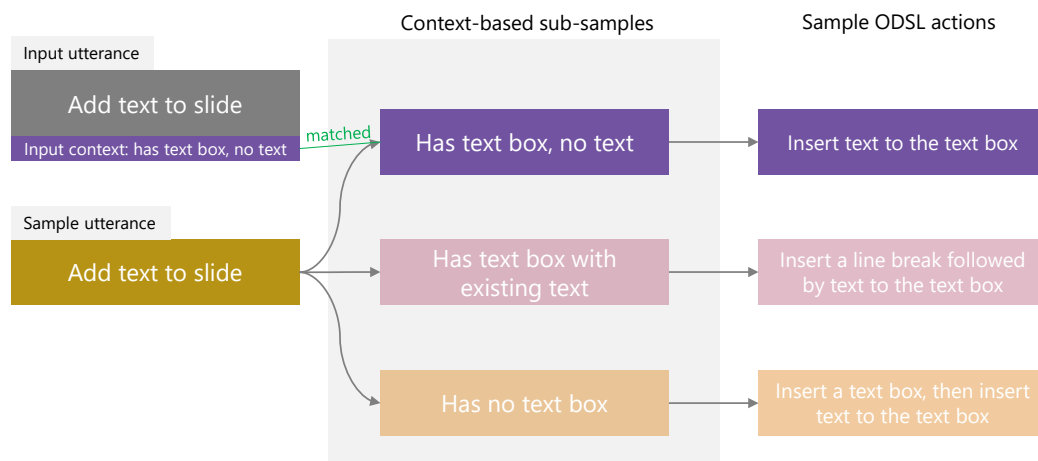 Context-based sub-samples
Sample ODSL actions
Input utterance
Add text to slide
Input context: has text box, no text
matched
Has text box, no text
Insert text to the text box
Sample utterance
Add text to slide
Has text box with
existing text
Insert a line break followed
by text to the text box
Has no text box
Insert a text box, then insert
text to the text box